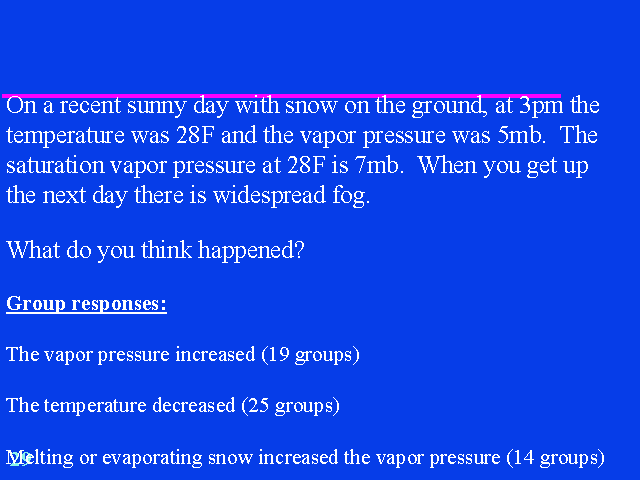 On a recent sunny day with snow on the ground, at 3pm the
temperature was 28F and the vapor pressure was 5mb.  The
saturation vapor pressure at 28F is 7mb.  When you get up
the next day there is widespread fog.
What do you think happened?
Group responses:
The vapor pressure increased (19 groups)
The temperature decreased (25 groups)
Melting or evaporating snow increased the vapor pressure (14 groups)
29